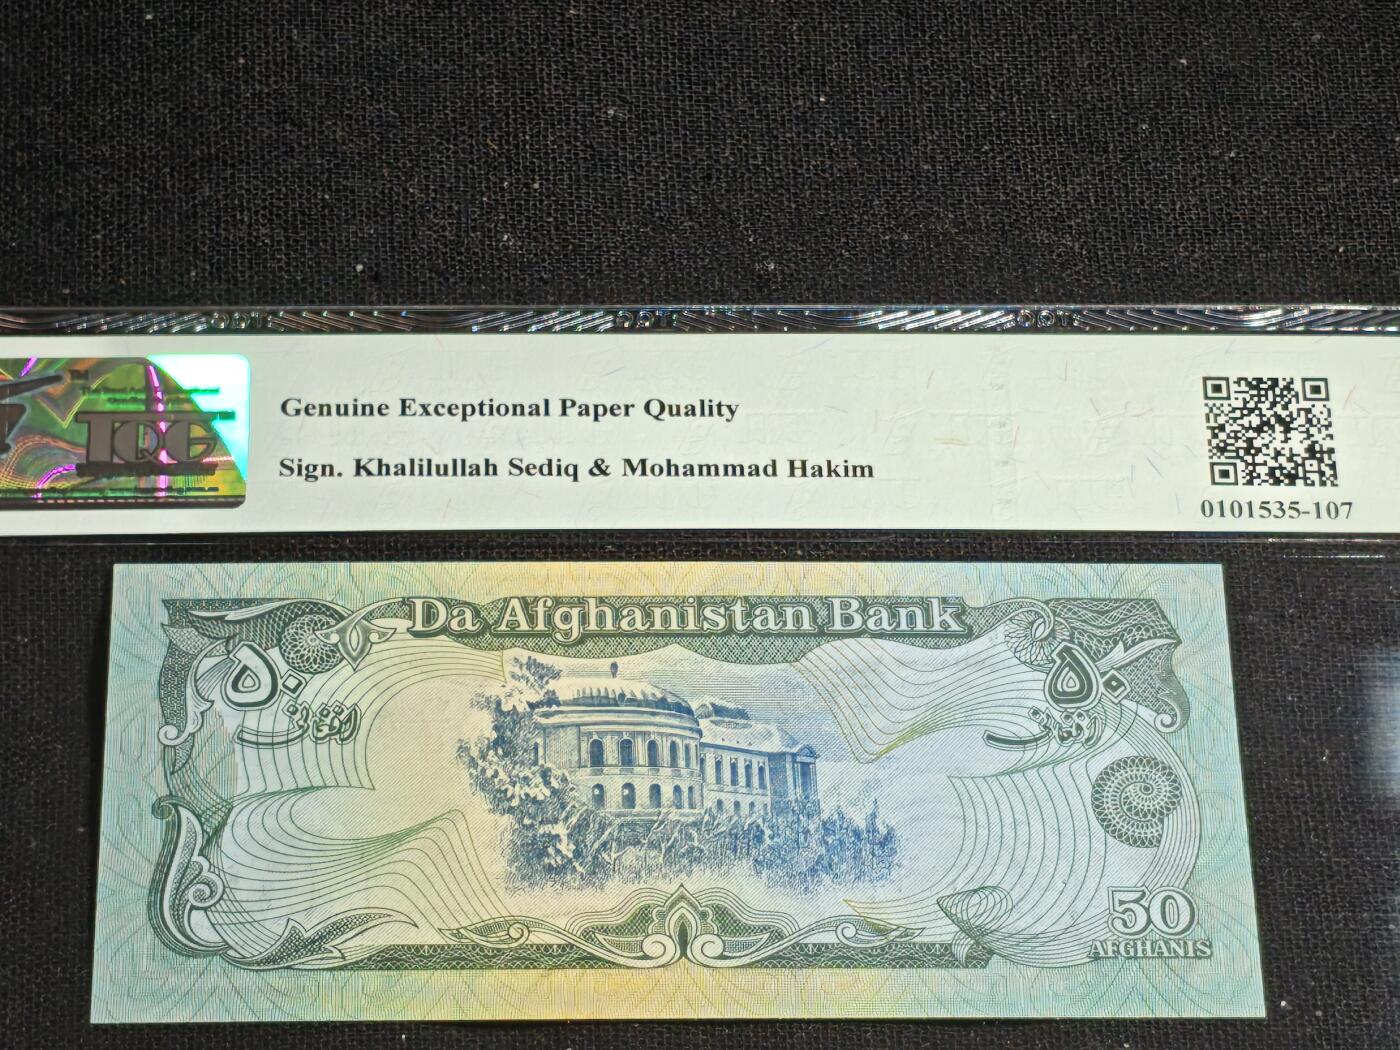 TQG
Genuine Exceptional Paper Quality
Sign. Khalilullah Sediq & Mohammad Hakim
0101535-107
Da Afghanistan Bank
۵۰
افغانی
۵۰
افغانی
50
AFGHANIS